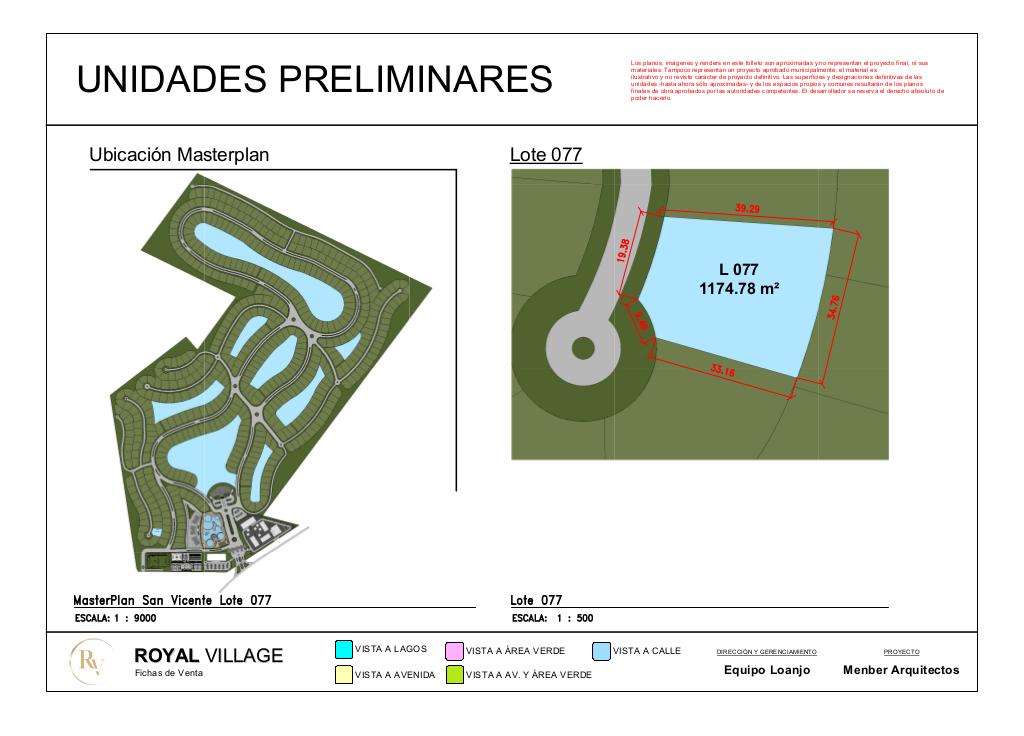 UNIDADES PRELIMINARES
Los planos, imágenes y renders en este folleto son aproximadas y no representan el proyecto final, ni sus
materiales. Tampoco representan un proyecto aprobado municipalmente, el material es
ilustrativo y no reviste carácter de proyecto definitivo. Las superficies y designaciones definitivas de las
unidades -hasta ahora sólo aproximadas- y de los espacios propios y comunes resultarán de los planos
finales de obra aprobados por las autoridades competentes. El desarrollador se reserva el derecho absoluto de
poder hacerlo.
Ubicación Masterplan
Lote 077
39.29
19.38
L 077
1174.78 m²
34.76
33.16
MasterPlan San Vicente Lote 077
ESCALA: 1 : 9000
Lote 077
ESCALA: 1 : 500
RV
ROYAL VILLAGE
Fichas de Venta
VISTA A LAGOS
VISTA A ÁREA VERDE
VISTA A CALLE
VISTA A AVENIDA
VISTA A AV. Y ÁREA VERDE
DIRECCIÓN Y GERENCIAMIENTO
Equipo Loanjo
PROYECTO
Menber Arquitectos